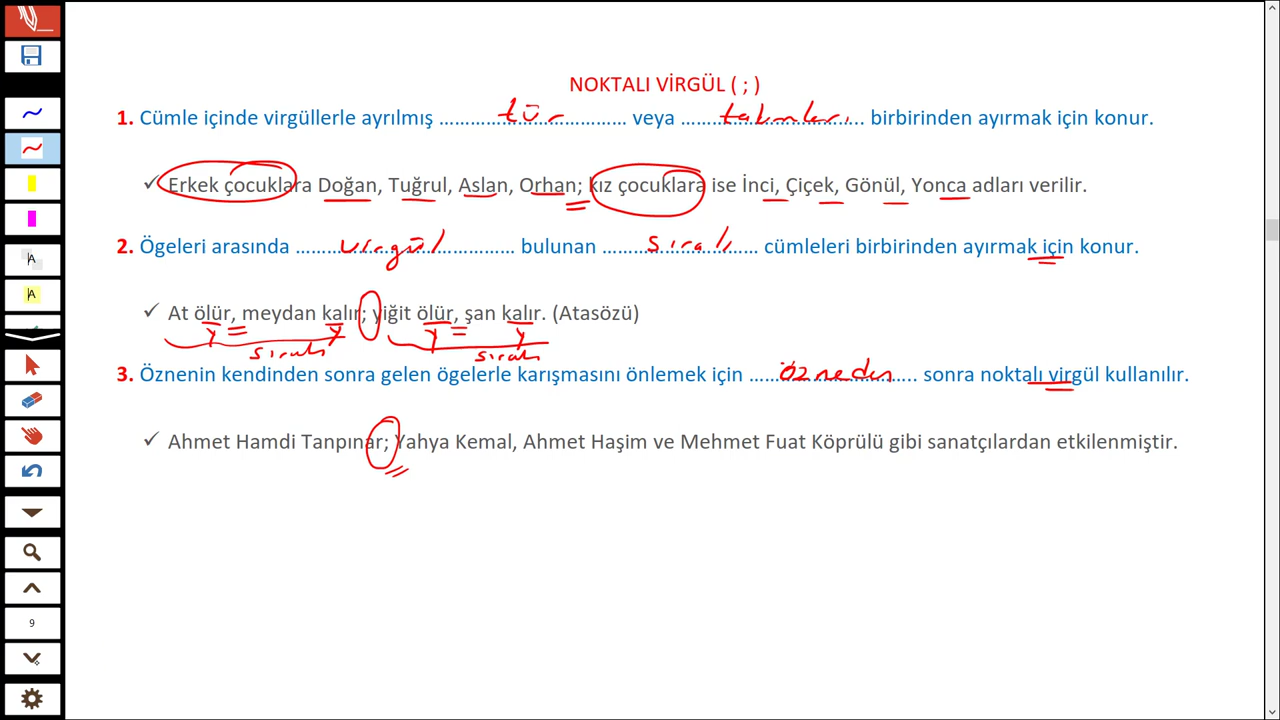 NOKTALI VİRGÜL ( ; )
1. Cümle içinde virgüllerle ayrılmış ........tür........ veya ........takımları........ birbirinden ayırmak için konur.
✓ Erkek çocuklara Doğan, Tuğrul, Aslan, Orhan; kız çocuklara ise İnci, Çiçek, Gönül, Yonca adları verilir.
2. Ögeleri arasında ........virgül........ bulunan ........sıralı........ cümleleri birbirinden ayırmak için konur.
✓ At ölür, meydan kalır; yiğit ölür, şan kalır. (Atasözü)
y y y y
sıralı sıralı
3. Öznenin kendinden sonra gelen ögelerle karışmasını önlemek için ........özneden........ sonra noktalı virgül kullanılır.
✓ Ahmet Hamdi Tanpınar; Yahya Kemal, Ahmet Haşim ve Mehmet Fuat Köprülü gibi sanatçılardan etkilenmiştir.
A
A
9